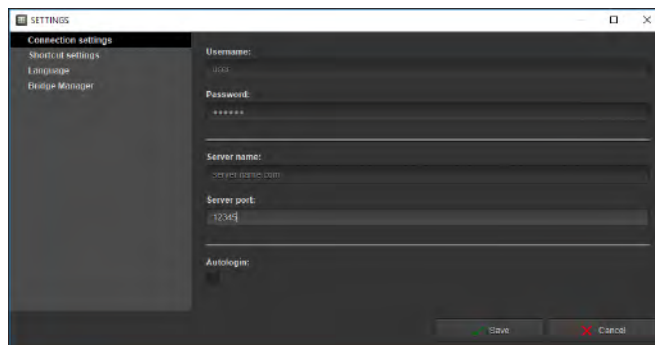 SETTINGS
Connection settings
Shortcut settings
Language
Bridge Manager
Username:
user
Password:
••••••
Server name:
server.name.com
Server port:
12345
Autologin:
Save
Cancel